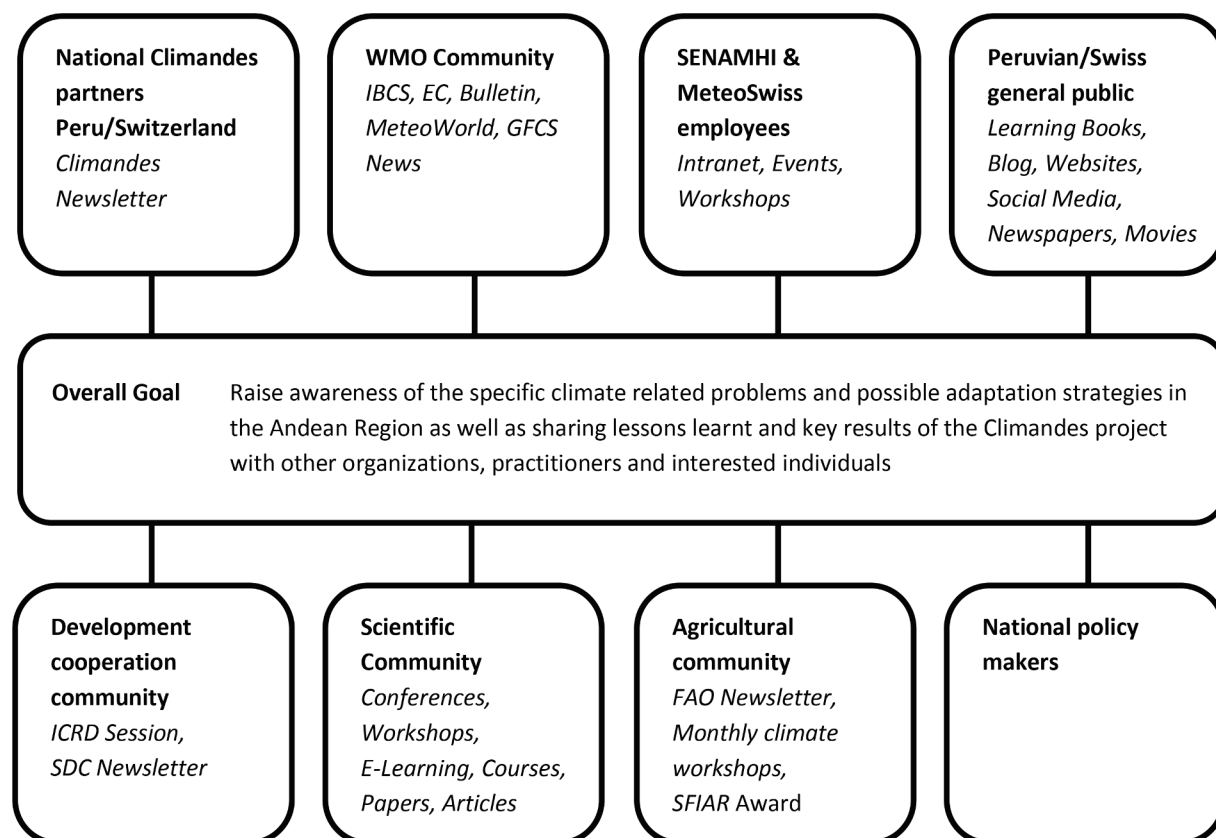 National Climandes
partners
Peru/Switzerland
Climandes
Newsletter
WMO Community
IBCS, EC, Bulletin,
MeteoWorld, GFCS
News
SENAMHI &
MeteoSwiss
employees
Intranet, Events,
Workshops
Peruvian/Swiss
general public
Learning Books,
Blog, Websites,
Social Media,
Newspapers, Movies
Overall Goal Raise awareness of the specific climate related problems and possible adaptation strategies in
the Andean Region as well as sharing lessons learnt and key results of the Climandes project
with other organizations, practitioners and interested individuals
Development
cooperation
community
ICRD Session,
SDC Newsletter
Scientific
Community
Conferences,
Workshops,
E-Learning, Courses,
Papers, Articles
Agricultural
community
FAO Newsletter,
Monthly climate
workshops,
SFIAR Award
National policy
makers